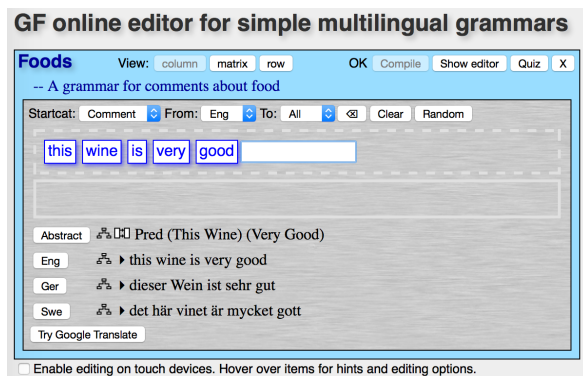 GF online editor for simple multilingual grammars
Foods View: column matrix row OK Compile Show editor Quiz X
-- A grammar for comments about food
Startcat: Comment From: Eng To: All ⌫ Clear Random
this wine is very good
Abstract Pred (This Wine) (Very Good)
Eng this wine is very good
Ger dieser Wein ist sehr gut
Swe det här vinet är mycket gott
Try Google Translate
Enable editing on touch devices. Hover over items for hints and editing options.